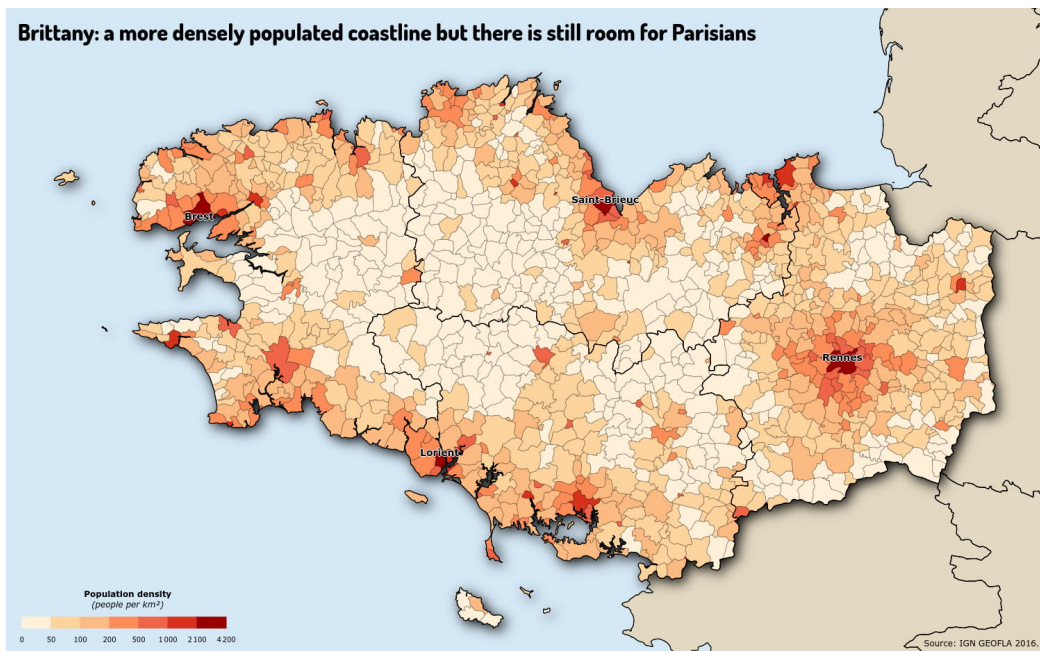 Brittany: a more densely populated coastline but there is still room for Parisians
Saint-Brieuc
Brest
Rennes
Lorient
Population density
(people per km²)
0 50 100 200 500 1 000 2 100 4 200
Source: IGN GEOFLA 2016.